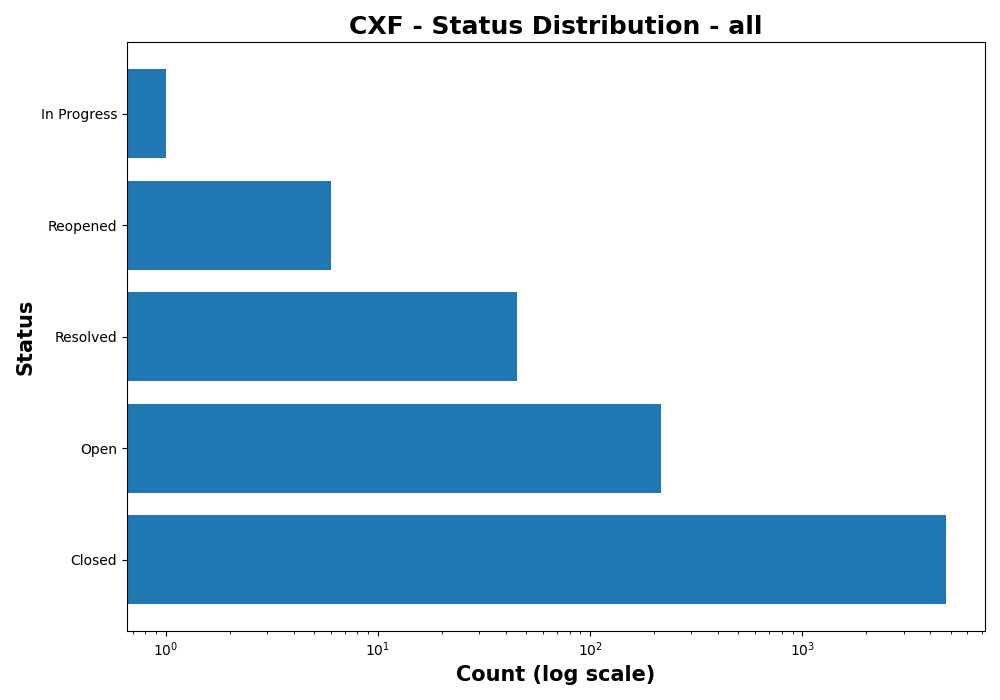 CXF - Status Distribution - all
Status
In Progress
Reopened
Resolved
Open
Closed
10⁰ 10¹ 10² 10³
Count (log scale)